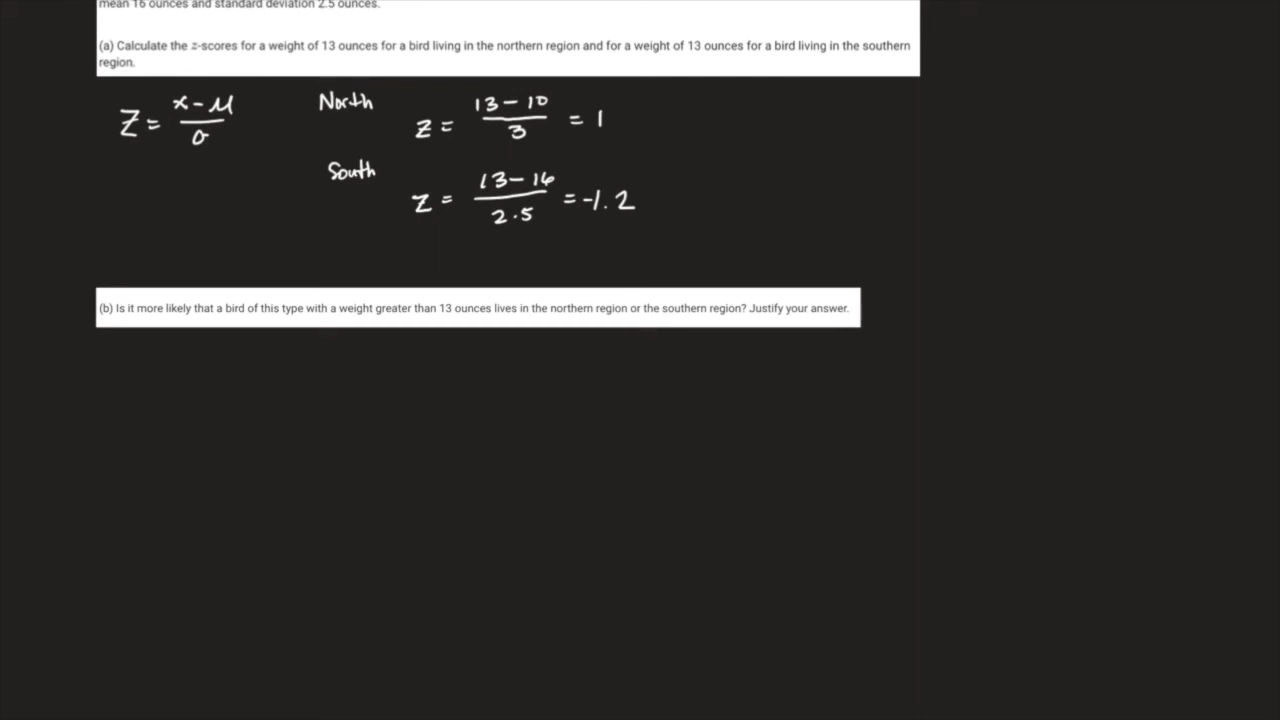 mean 16 ounces and standard deviation 2.5 ounces.
(a) Calculate the z-scores for a weight of 13 ounces for a bird living in the northern region and for a weight of 13 ounces for a bird living in the southern
region.
Z = (x - μ) / σ
North
z = (13 - 10) / 3 = 1
South
z = (13 - 16) / 2.5 = -1.2
(b) Is it more likely that a bird of this type with a weight greater than 13 ounces lives in the northern region or the southern region? Justify your answer.